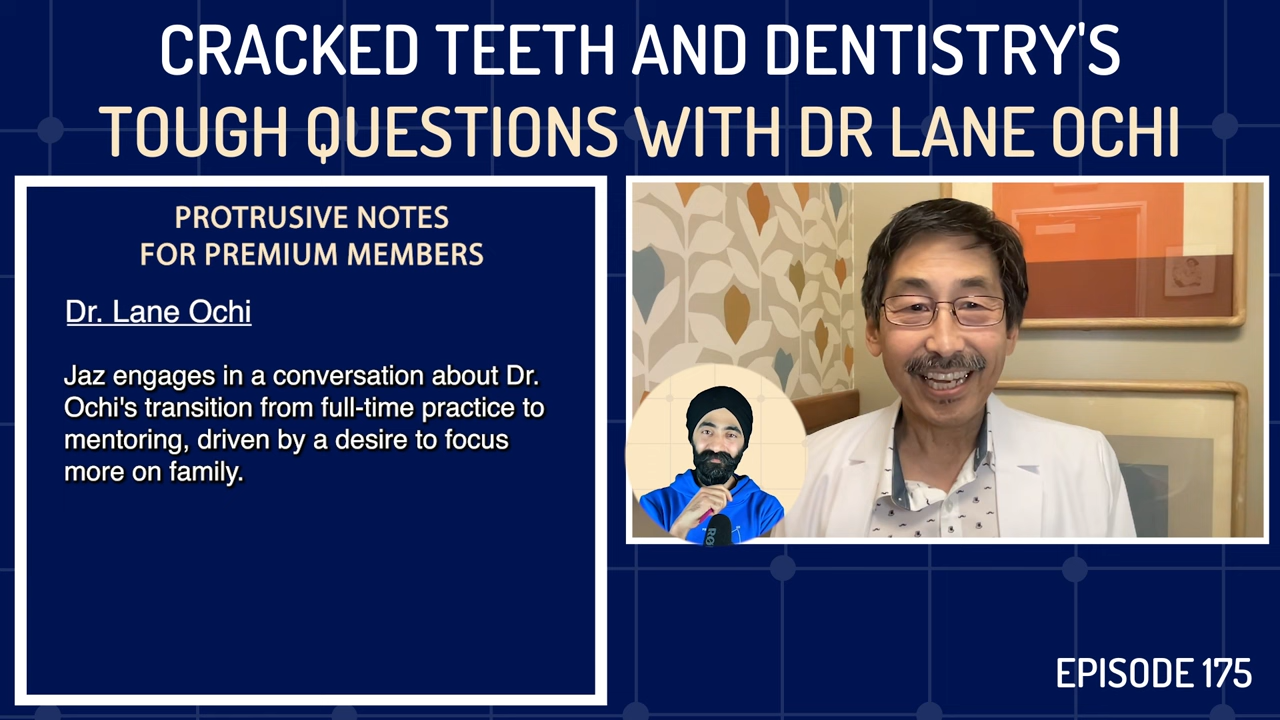 CRACKED TEETH AND DENTISTRY'S
TOUGH QUESTIONS WITH DR LANE OCHI
PROTRUSIVE NOTES
FOR PREMIUM MEMBERS
Dr. Lane Ochi
Jaz engages in a conversation about Dr.
Ochi's transition from full-time practice to
mentoring, driven by a desire to focus
more on family.
EPISODE 175